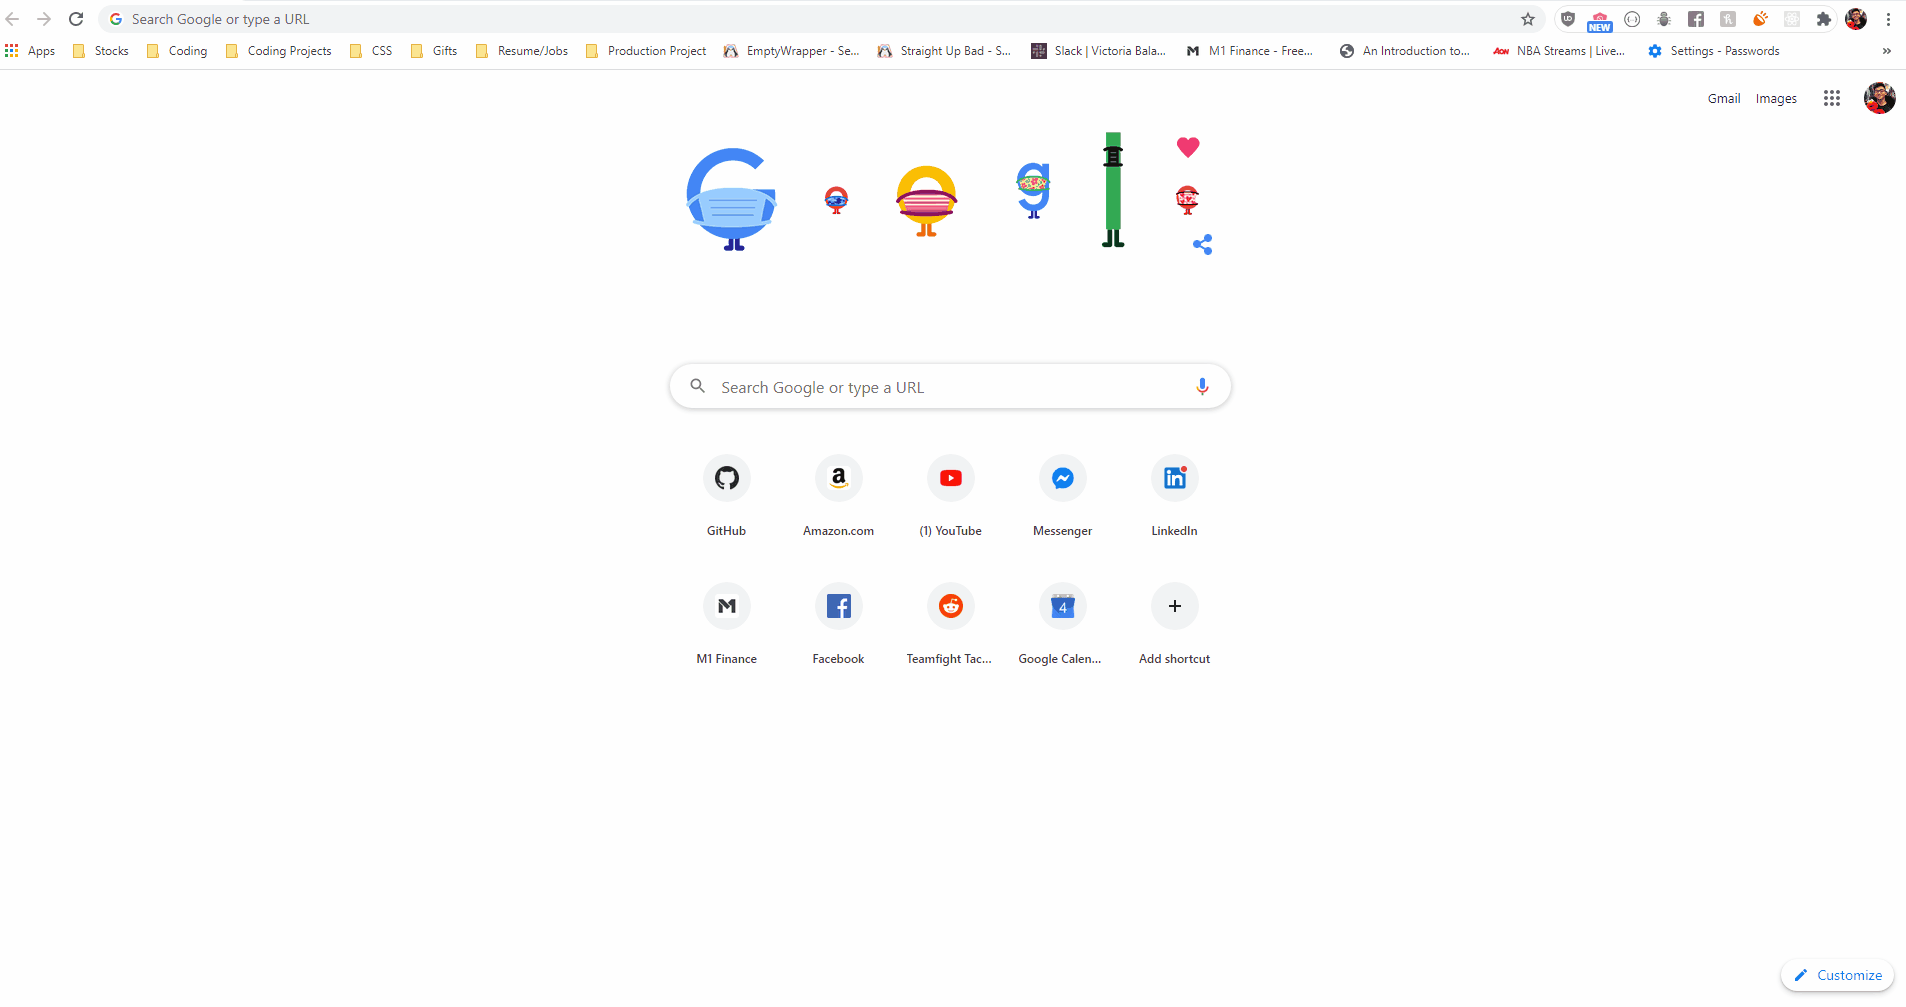 Search Google or type a URL
NEW
Apps Stocks Coding Coding Projects CSS Gifts Resume/Jobs Production Project EmptyWrapper - Se... Straight Up Bad - S... Slack | Victoria Bala... M1 Finance - Free... An Introduction to... NBA Streams | Live... Settings - Passwords »
Gmail Images
Google
Search Google or type a URL
GitHub Amazon.com (1) YouTube Messenger LinkedIn
4
M1 Finance Facebook Teamfight Tac... Google Calen... Add shortcut
Customize